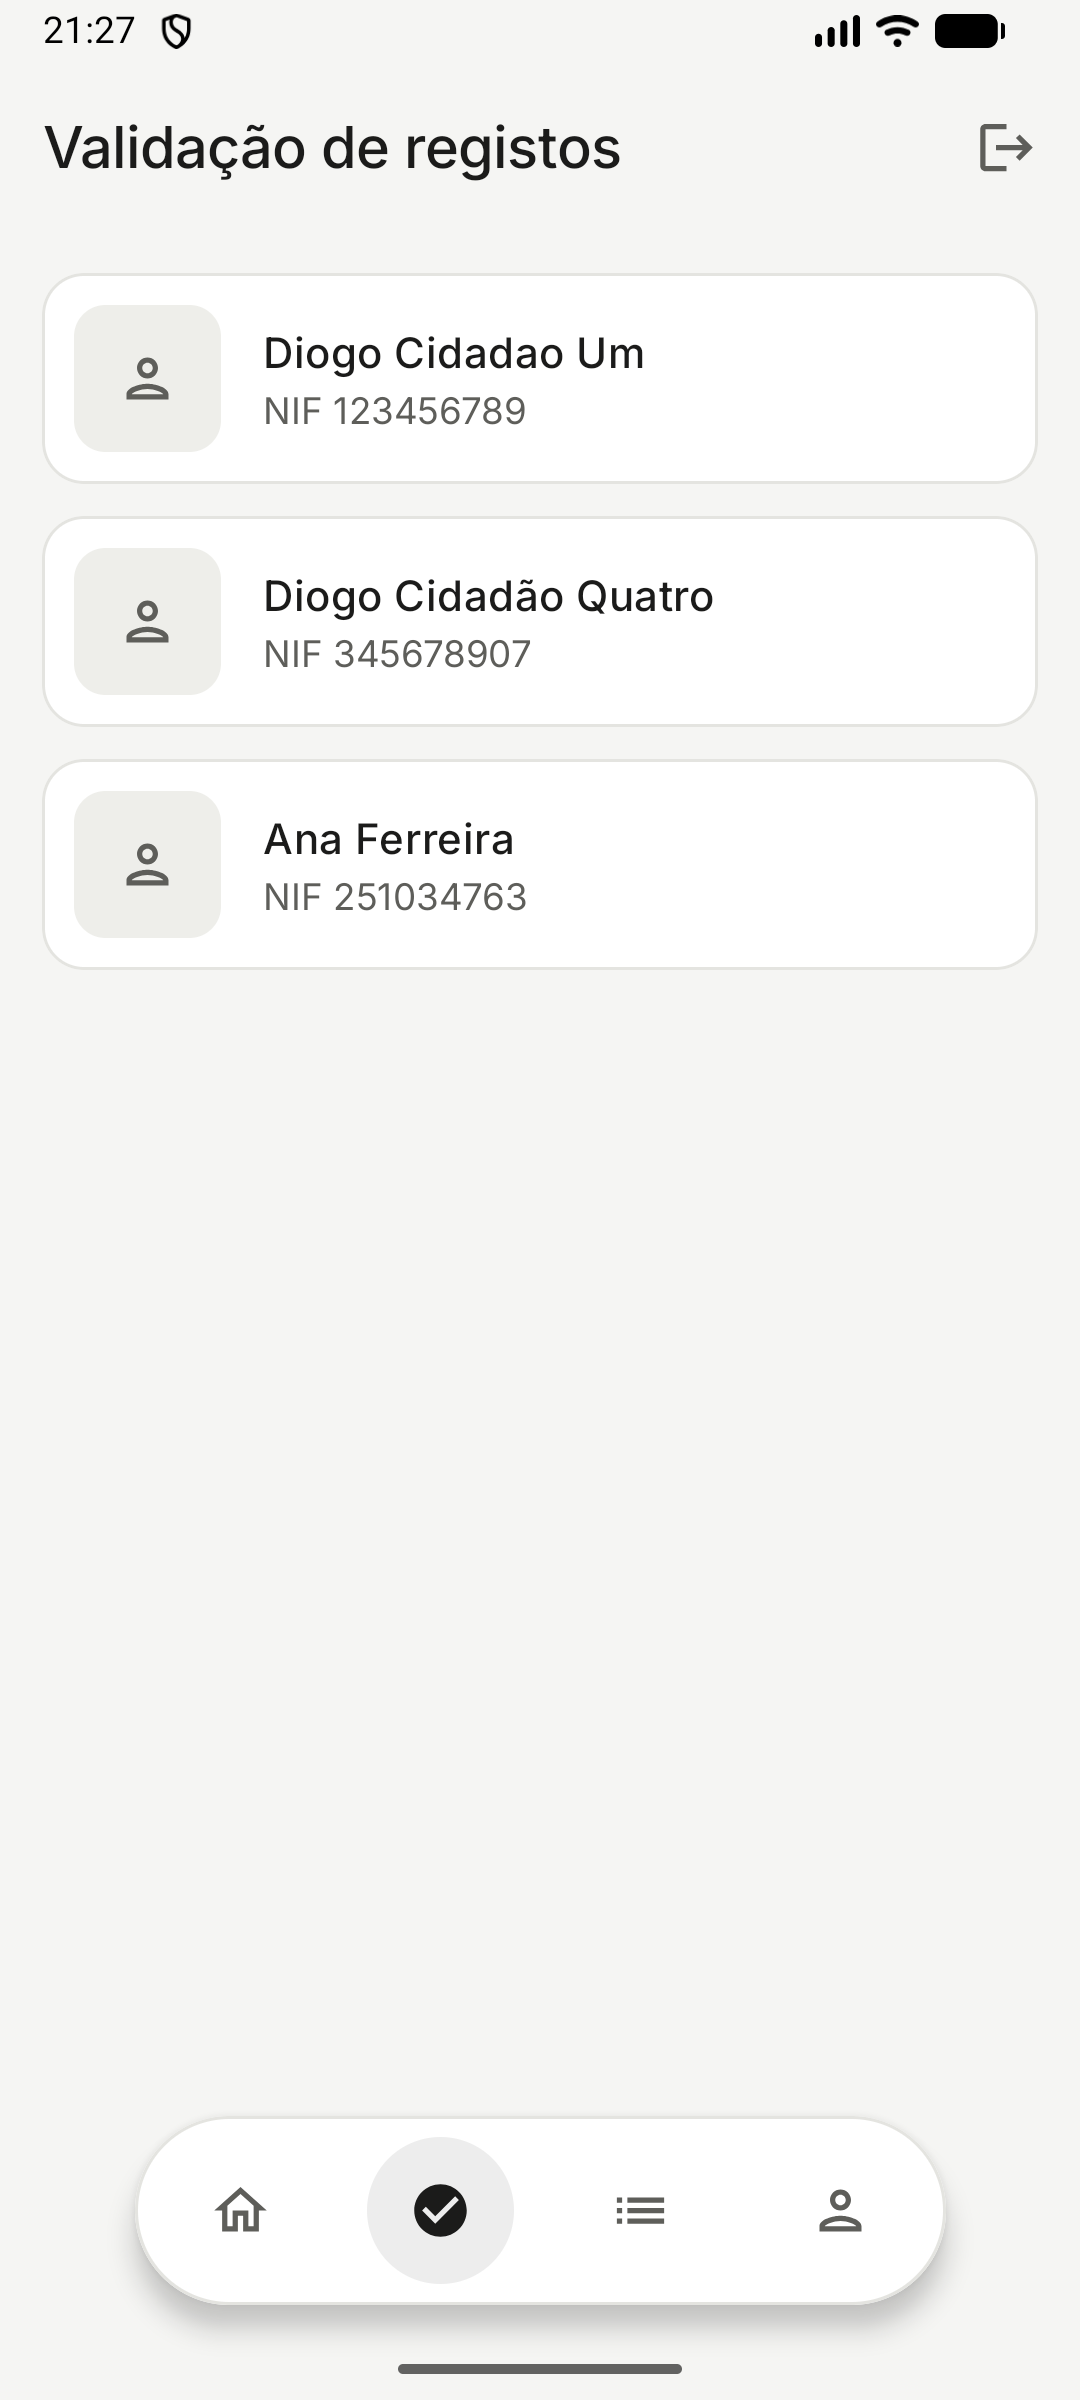 21:27
Validação de registos
Diogo Cidadao Um
NIF 123456789
Diogo Cidadão Quatro
NIF 345678907
Ana Ferreira
NIF 251034763